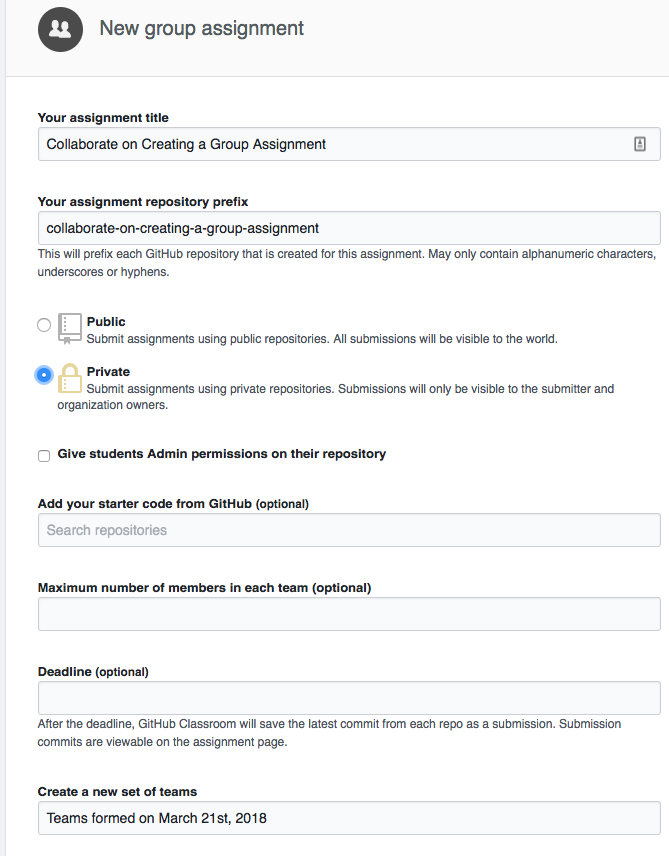 New group assignment
Your assignment title
Collaborate on Creating a Group Assignment
Your assignment repository prefix
collaborate-on-creating-a-group-assignment
This will prefix each GitHub repository that is created for this assignment. May only contain alphanumeric characters,
underscores or hyphens.
Public
Submit assignments using public repositories. All submissions will be visible to the world.
Private
Submit assignments using private repositories. Submissions will only be visible to the submitter and
organization owners.
Give students Admin permissions on their repository
Add your starter code from GitHub (optional)
Search repositories
Maximum number of members in each team (optional)
Deadline (optional)
After the deadline, GitHub Classroom will save the latest commit from each repo as a submission. Submission
commits are viewable on the assignment page.
Create a new set of teams
Teams formed on March 21st, 2018